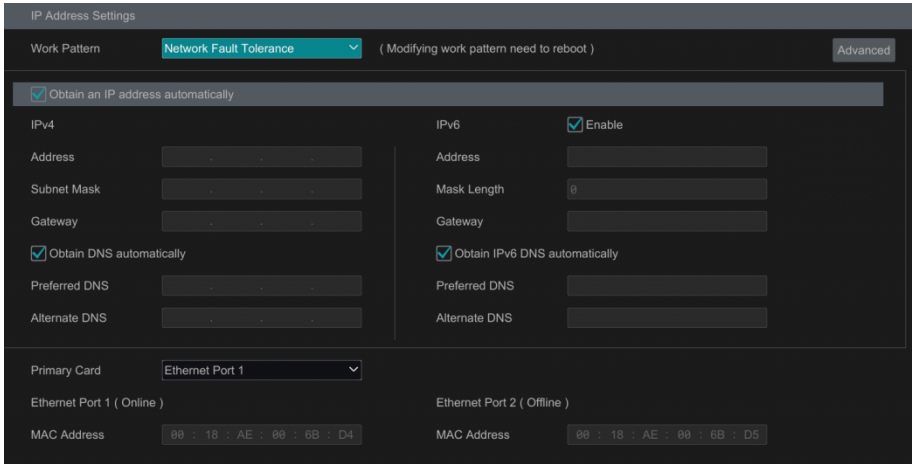 IP Address Settings
Work Pattern Network Fault Tolerance ( Modifying work pattern need to reboot ) Advanced
Obtain an IP address automatically
IPv4 IPv6 Enable
Address . . . Address
Subnet Mask . . . Mask Length 0
Gateway . . . Gateway
Obtain DNS automatically Obtain IPv6 DNS automatically
Preferred DNS . . . Preferred DNS
Alternate DNS . . . Alternate DNS
Primary Card Ethernet Port 1
Ethernet Port 1 ( Online ) Ethernet Port 2 ( Offline )
MAC Address 00 : 18 : AE : 00 : 6B : D4 MAC Address 00 : 18 : AE : 00 : 6B : D5